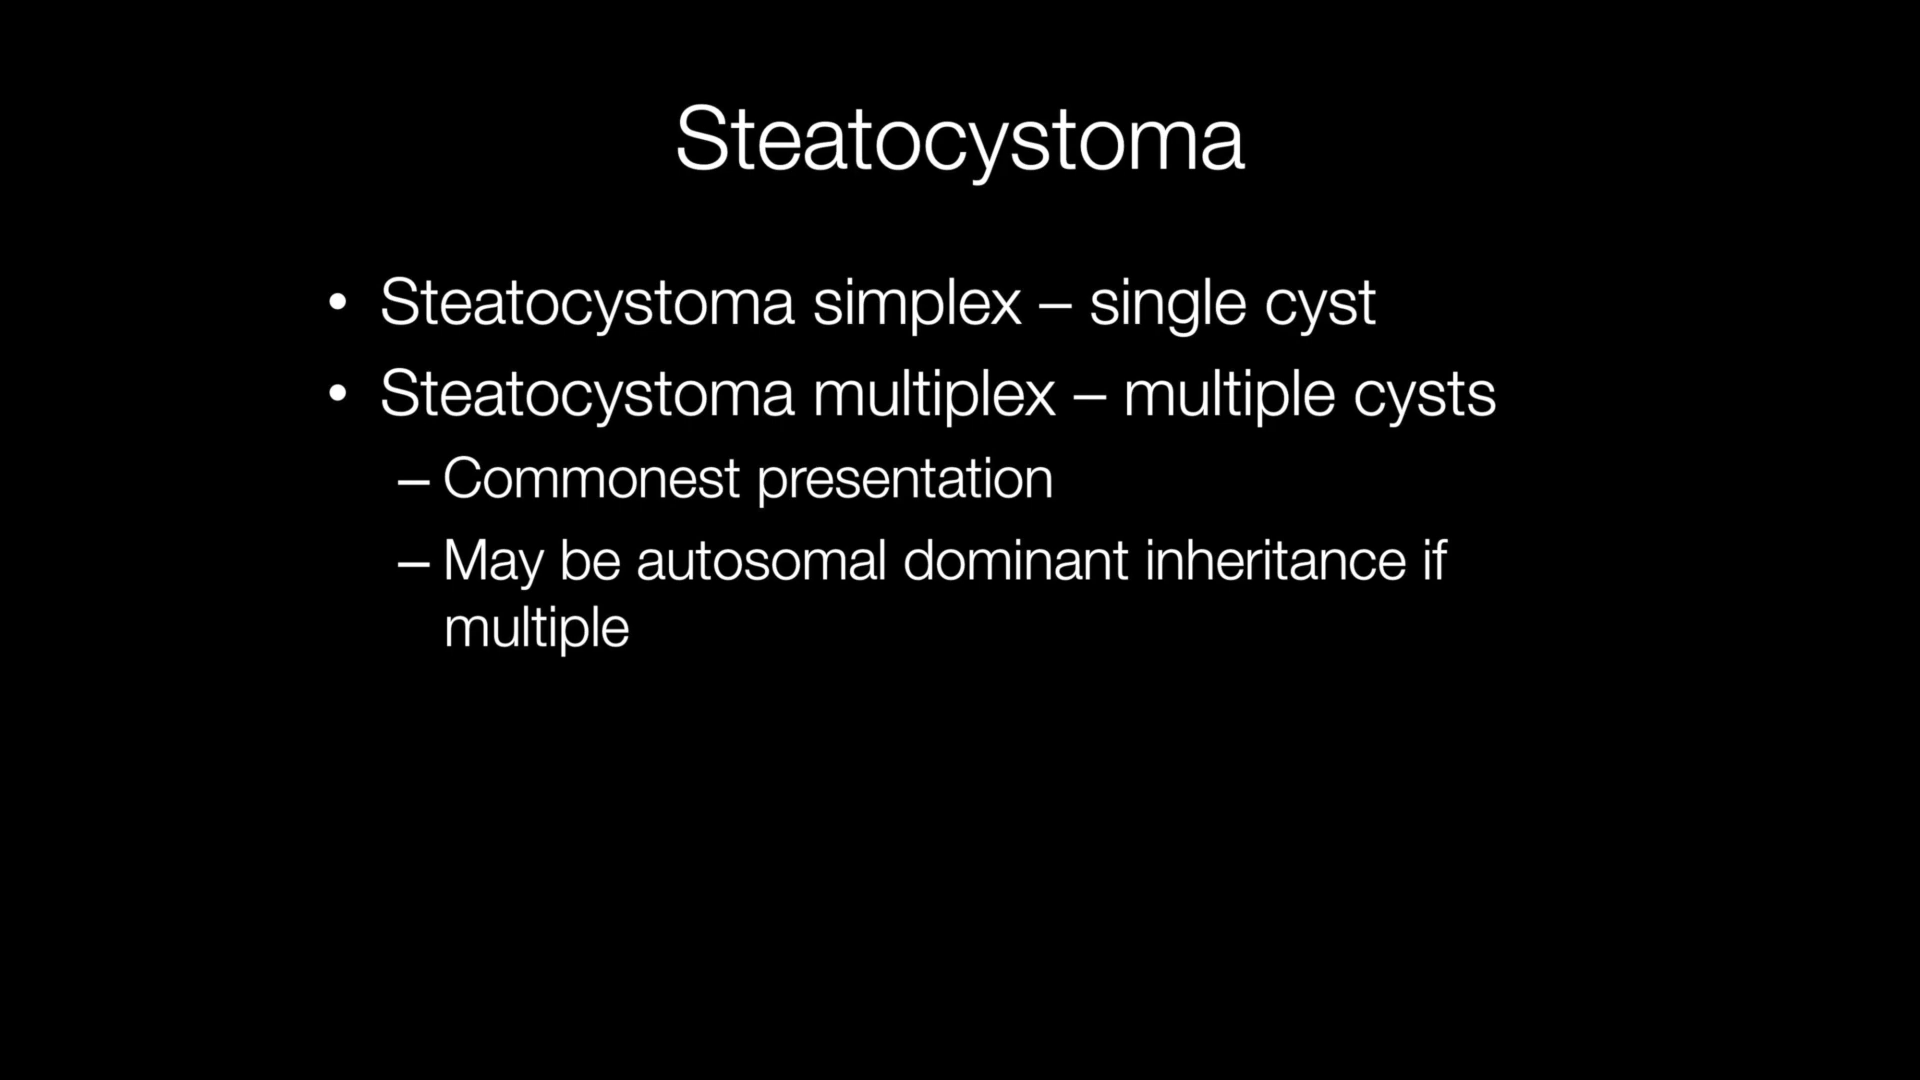 Steatocystoma
• Steatocystoma simplex – single cyst
• Steatocystoma multiplex – multiple cysts
– Commonest presentation
– May be autosomal dominant inheritance if
multiple